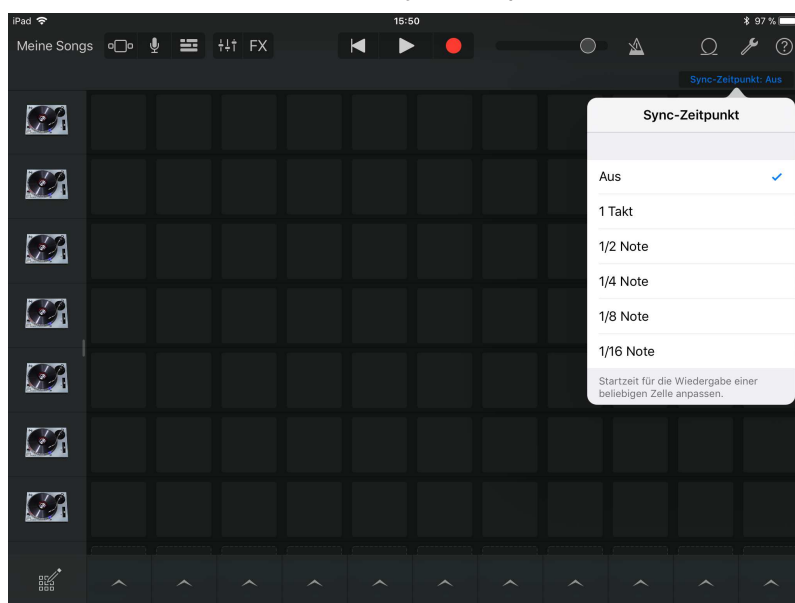 iPad 15:50 97 %
Meine Songs FX ?
Sync-Zeitpunkt: Aus
Sync-Zeitpunkt
Aus
1 Takt
1/2 Note
1/4 Note
1/8 Note
1/16 Note
Startzeit für die Wiedergabe einer
beliebigen Zelle anpassen.